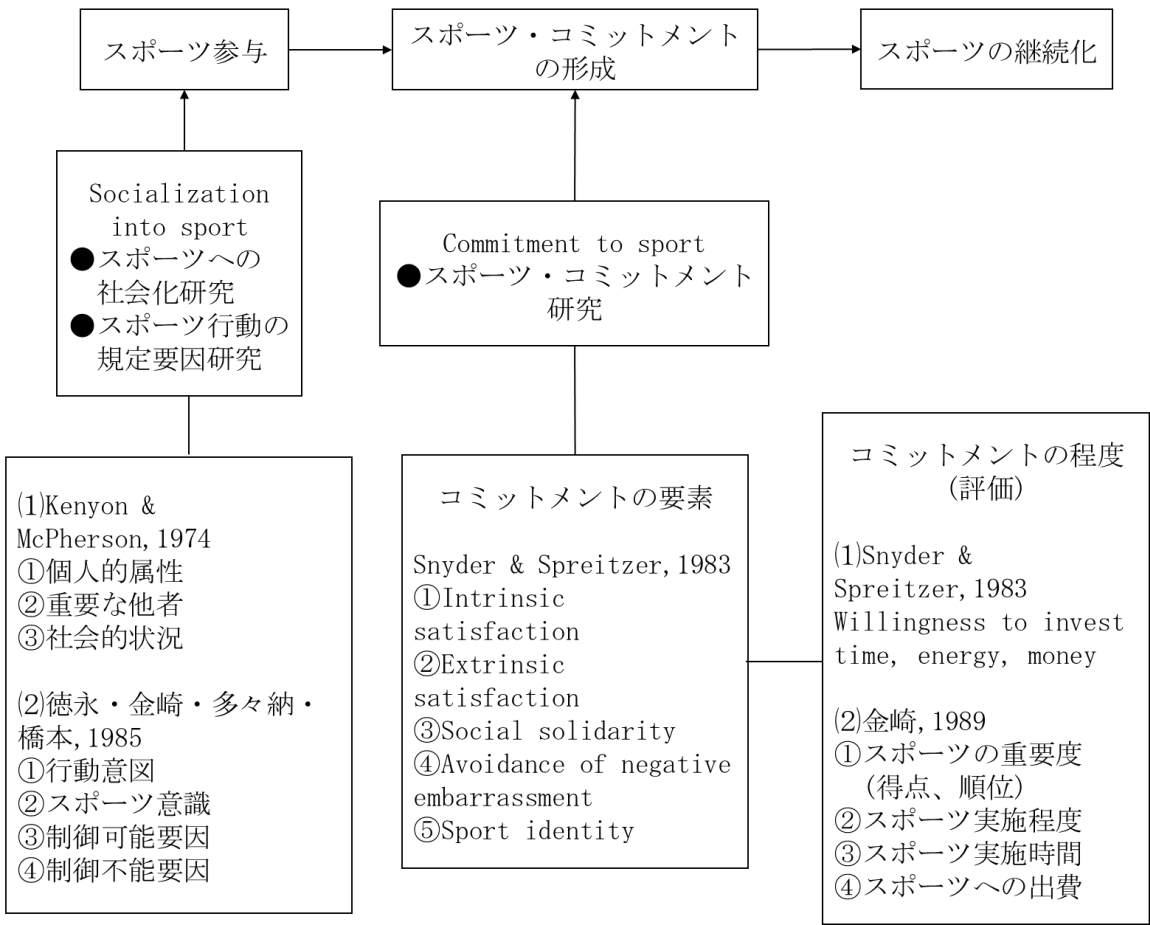 スポーツ参与
スポーツ・コミットメント
の形成
スポーツの継続化
Socialization
into sport
●スポーツへの
社会化研究
●スポーツ行動の
規定要因研究
Commitment to sport
●スポーツ・コミットメント
研究
⑴Kenyon &
McPherson,1974
①個人的属性
②重要な他者
③社会的状況
⑵徳永・金崎・多々納・
橋本,1985
①行動意図
②スポーツ意識
③制御可能要因
④制御不能要因
コミットメントの要素
Snyder & Spreitzer,1983
①Intrinsic
satisfaction
②Extrinsic
satisfaction
③Social solidarity
④Avoidance of negative
embarrassment
⑤Sport identity
コミットメントの程度
(評価)
⑴Snyder &
Spreitzer,1983
Willingness to invest
time, energy, money
⑵金崎,1989
①スポーツの重要度
(得点、順位)
②スポーツ実施程度
③スポーツ実施時間
④スポーツへの出費